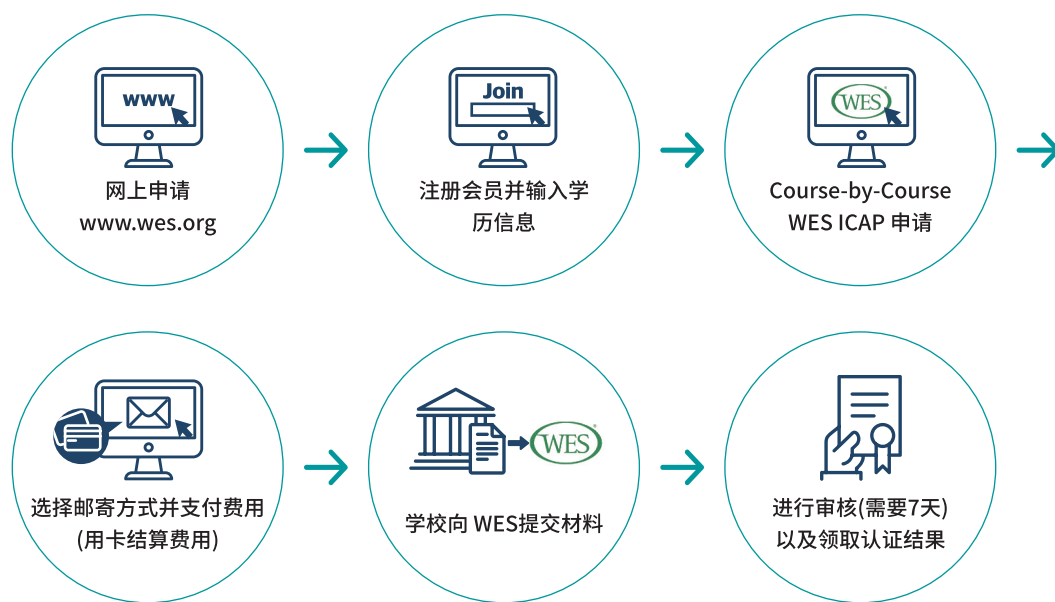 www
网上申请
www.wes.org
Join
注册会员并输入学
历信息
WES
Course-by-Course
WES ICAP 申请
选择邮寄方式并支付费用
(用卡结算费用)
WES
学校向 WES提交材料
进行审核(需要7天)
以及领取认证结果